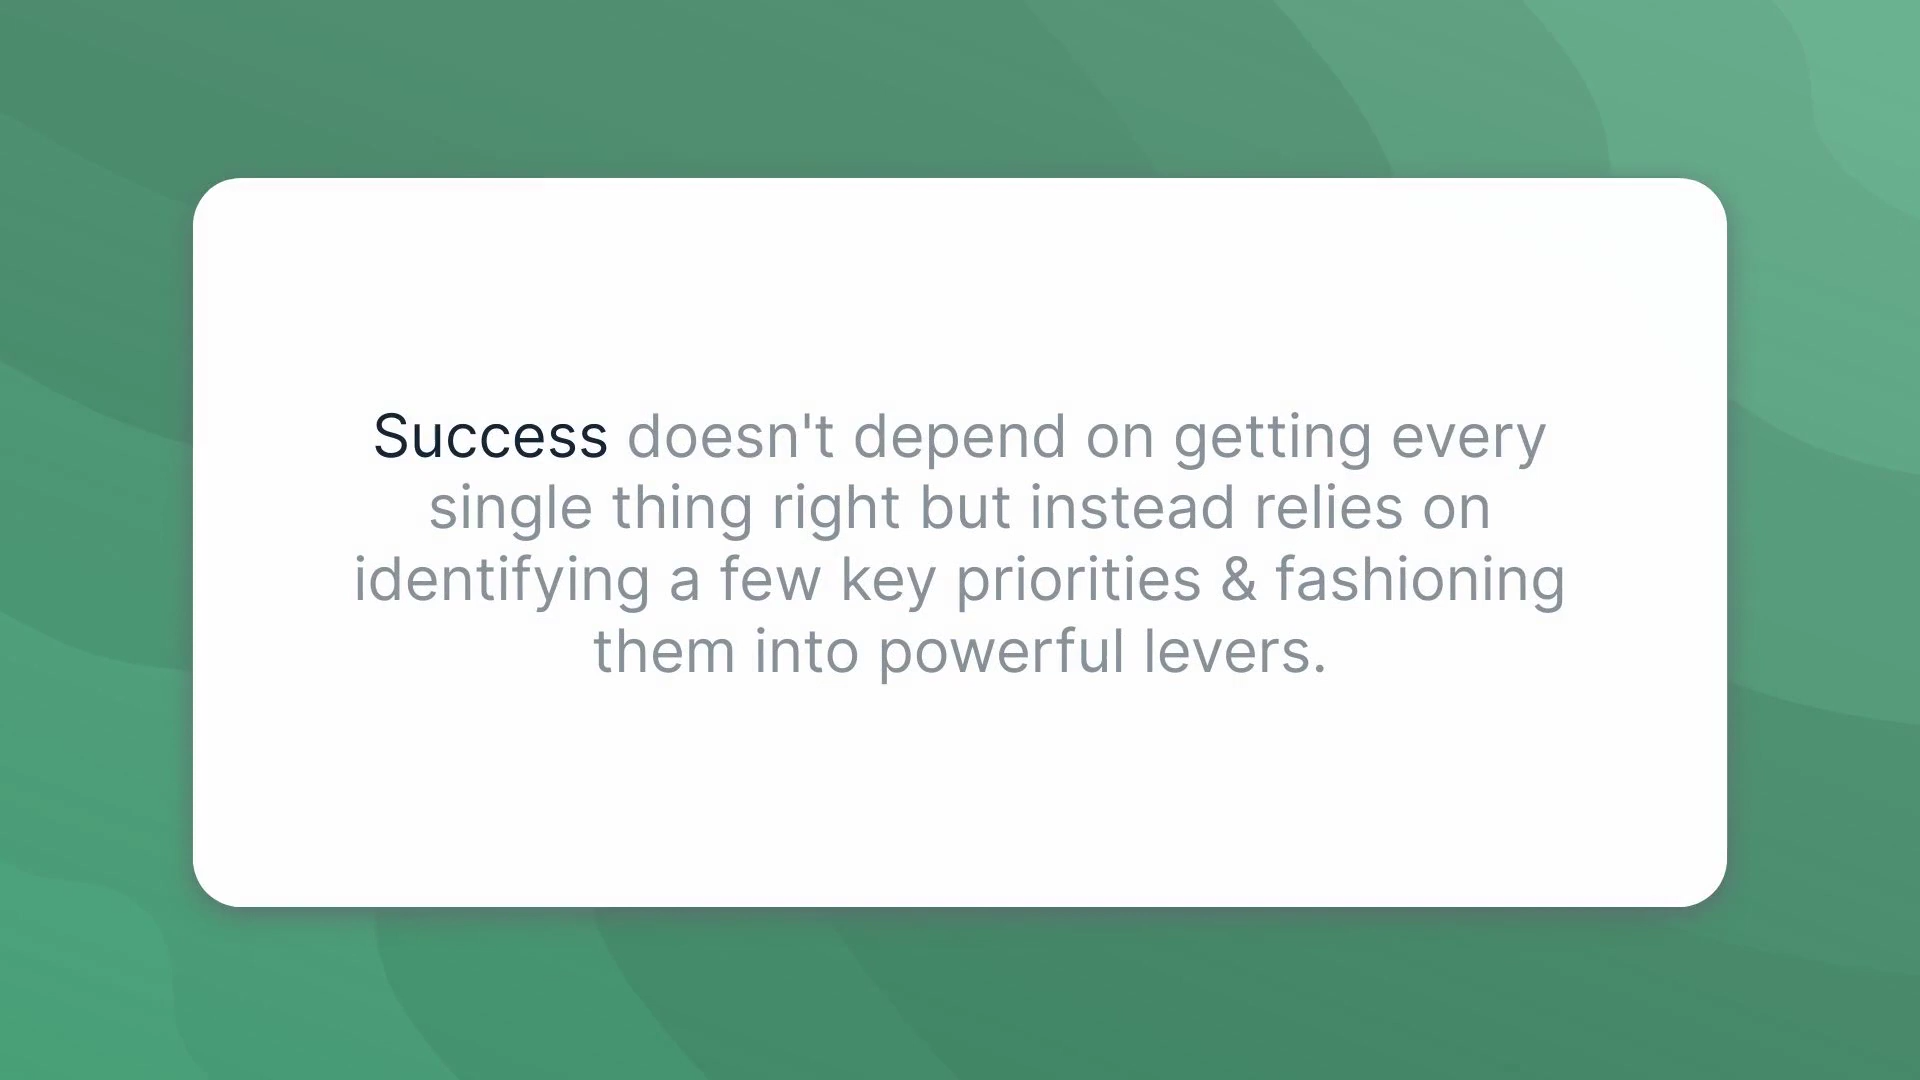 Success doesn't depend on getting every
single thing right but instead relies on
identifying a few key priorities & fashioning
them into powerful levers.